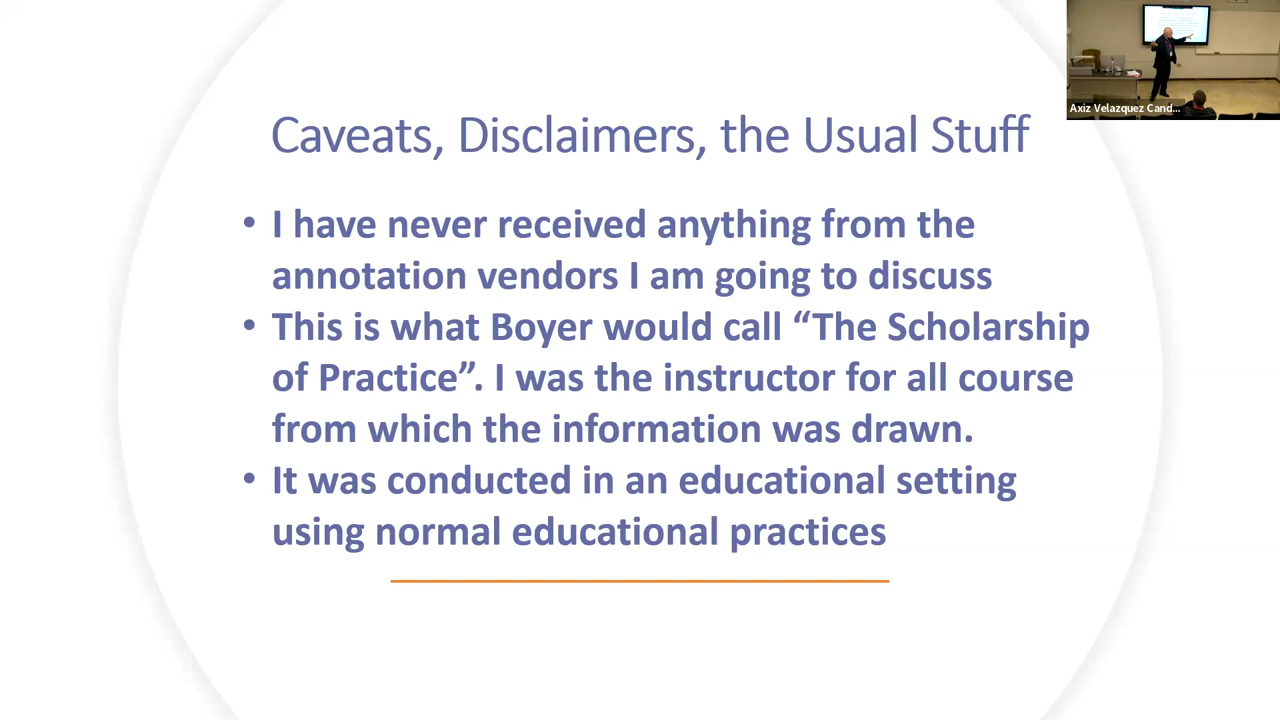 Caveats, Disclaimers, the Usual Stuff
• I have never received anything from the
annotation vendors I am going to discuss
• This is what Boyer would call “The Scholarship
of Practice”. I was the instructor for all course
from which the information was drawn.
• It was conducted in an educational setting
using normal educational practices
Axiz Velazquez Cand...